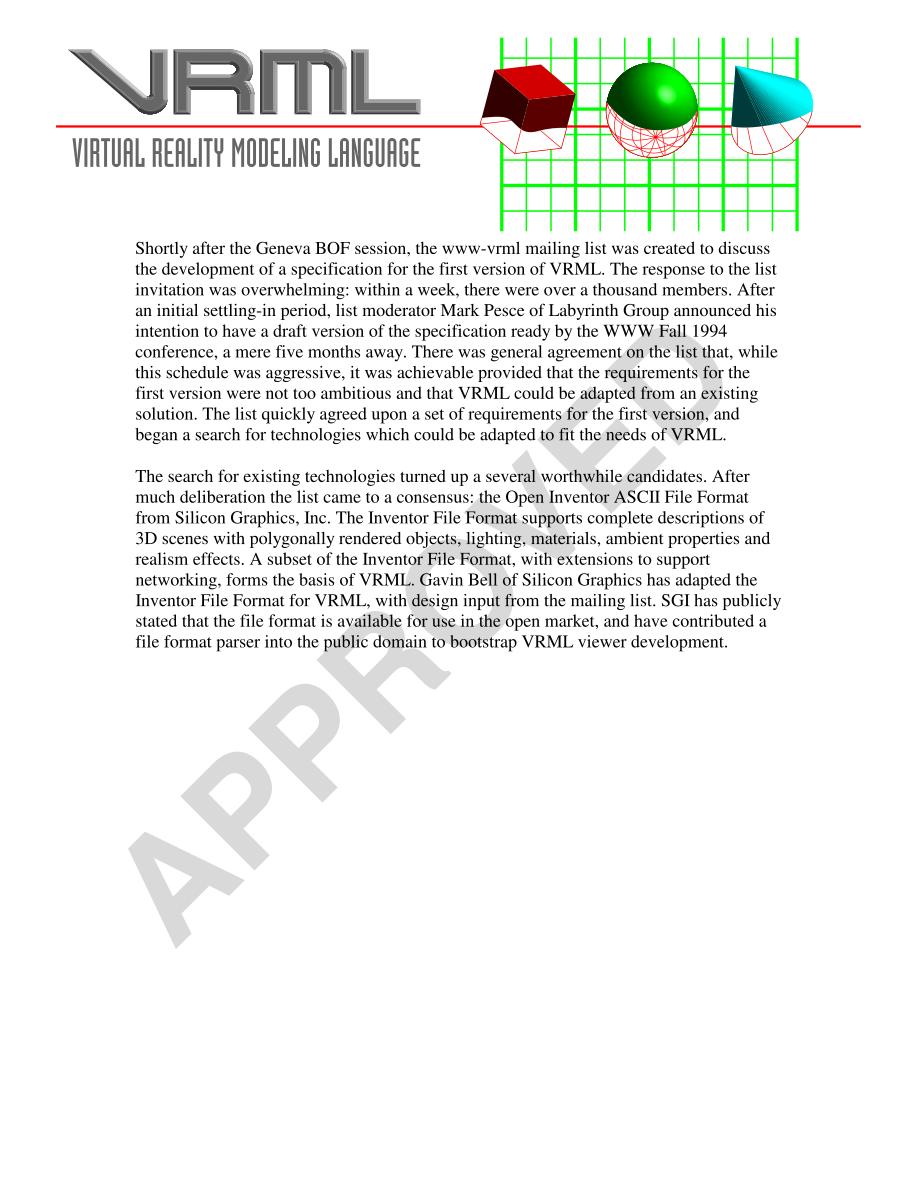 VRML
VIRTUAL REALITY MODELING LANGUAGE
Shortly after the Geneva BOF session, the www-vrml mailing list was created to discuss
the development of a specification for the first version of VRML. The response to the list
invitation was overwhelming: within a week, there were over a thousand members. After
an initial settling-in period, list moderator Mark Pesce of Labyrinth Group announced his
intention to have a draft version of the specification ready by the WWW Fall 1994
conference, a mere five months away. There was general agreement on the list that, while
this schedule was aggressive, it was achievable provided that the requirements for the
first version were not too ambitious and that VRML could be adapted from an existing
solution. The list quickly agreed upon a set of requirements for the first version, and
began a search for technologies which could be adapted to fit the needs of VRML.
The search for existing technologies turned up a several worthwhile candidates. After
much deliberation the list came to a consensus: the Open Inventor ASCII File Format
from Silicon Graphics, Inc. The Inventor File Format supports complete descriptions of
3D scenes with polygonally rendered objects, lighting, materials, ambient properties and
realism effects. A subset of the Inventor File Format, with extensions to support
networking, forms the basis of VRML. Gavin Bell of Silicon Graphics has adapted the
Inventor File Format for VRML, with design input from the mailing list. SGI has publicly
stated that the file format is available for use in the open market, and have contributed a
file format parser into the public domain to bootstrap VRML viewer development.
APPROVED